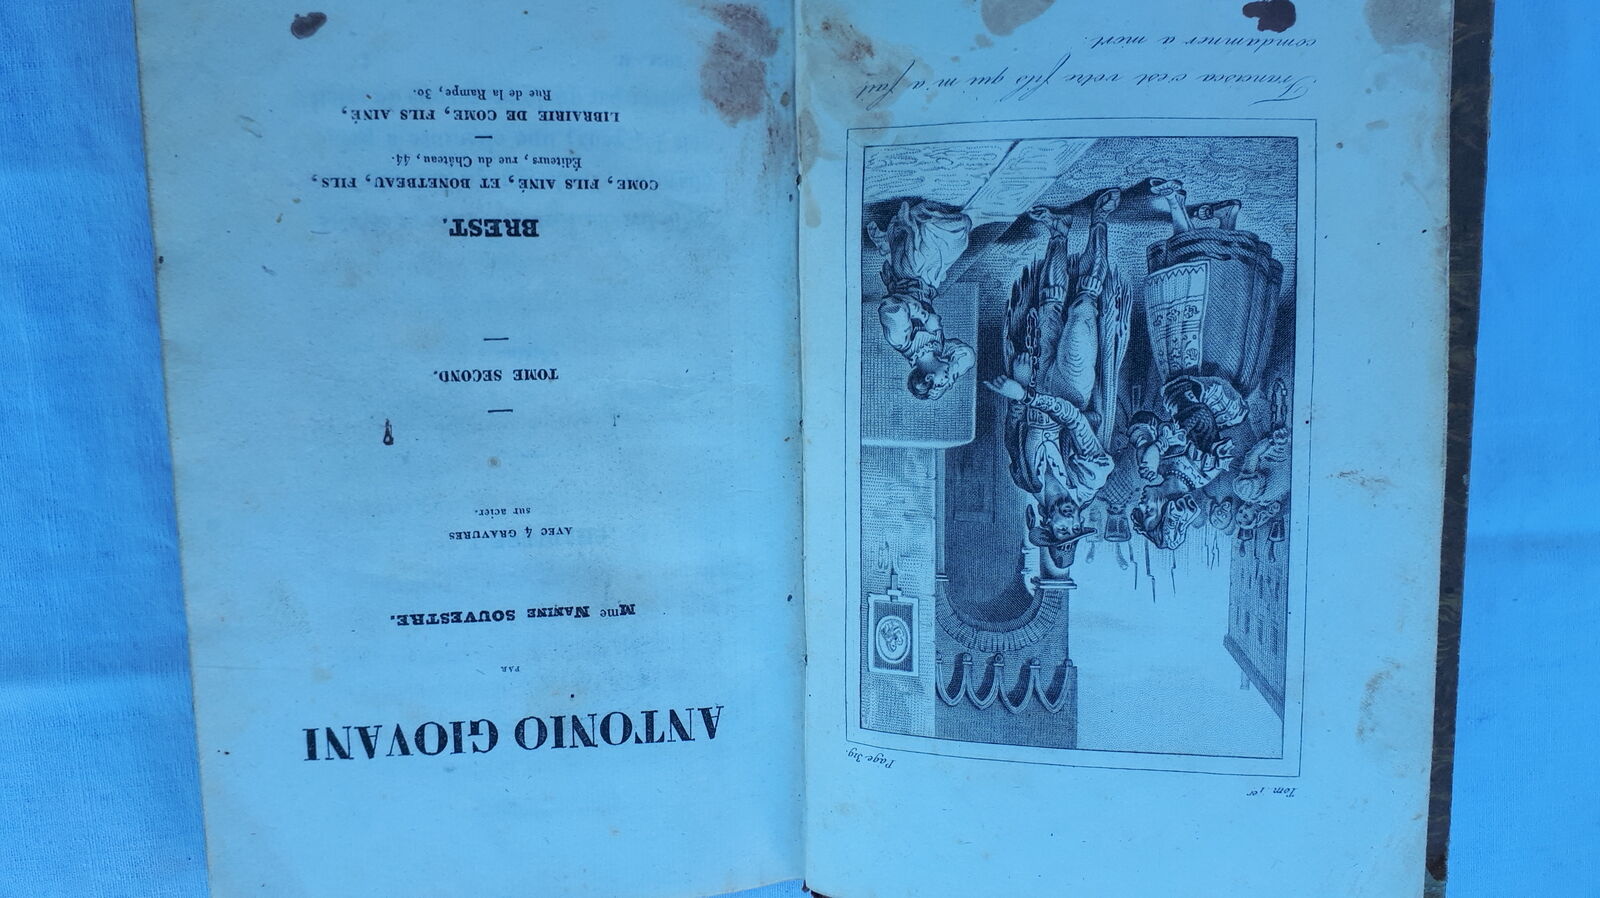 Tom. 1er
Page 319.
Francesca c'est votre fils qui m'a fait
comdamner a mort.
ANTONIO GIOVANI
PAR
Mme NANINE SOUVESTRE.
AVEC 4 GRAVURES
sur acier.
TOME SECOND.
BREST.
COME, FILS AINÉ, ET BONETBEAU, FILS,
Éditeurs, rue du Château, 44.
LIBRAIRIE DE COME, FILS AINÉ,
Rue de la Rampe, 30.